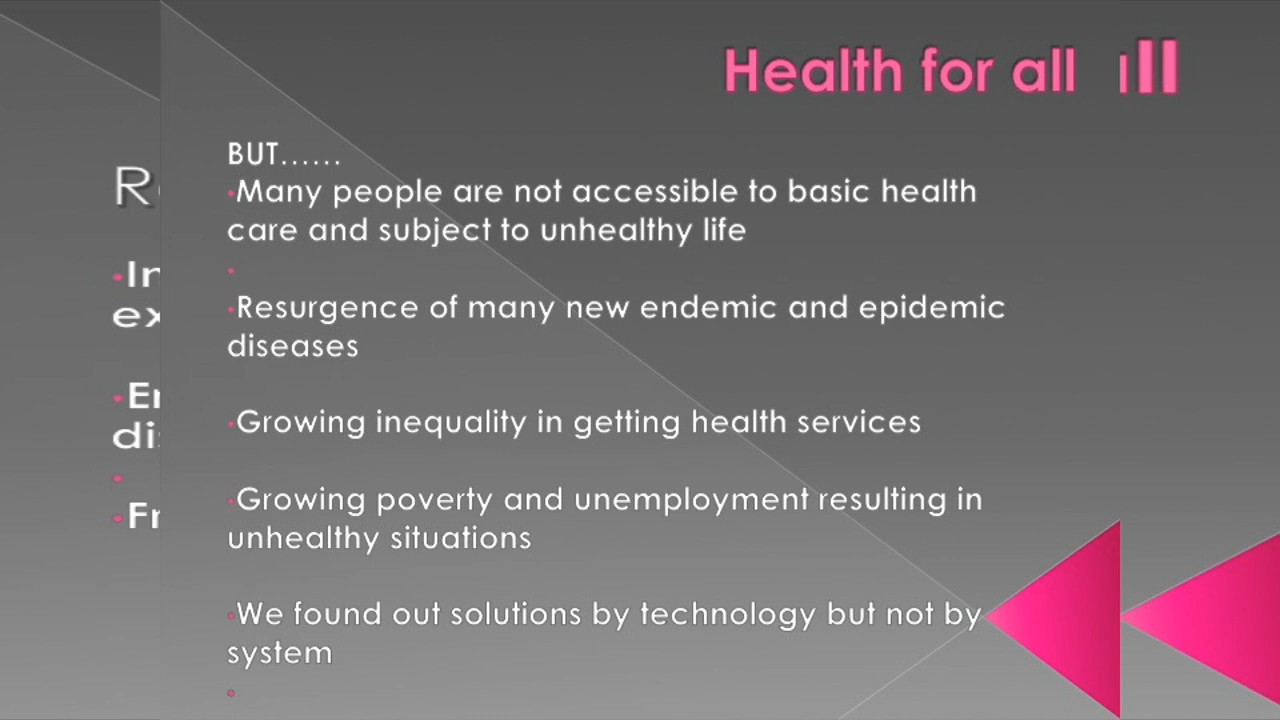 Health for all
BUT......
•Many people are not accessible to basic health
care and subject to unhealthy life
•
•Resurgence of many new endemic and epidemic
diseases
•Growing inequality in getting health services
•Growing poverty and unemployment resulting in
unhealthy situations
•We found out solutions by technology but not by
system
•